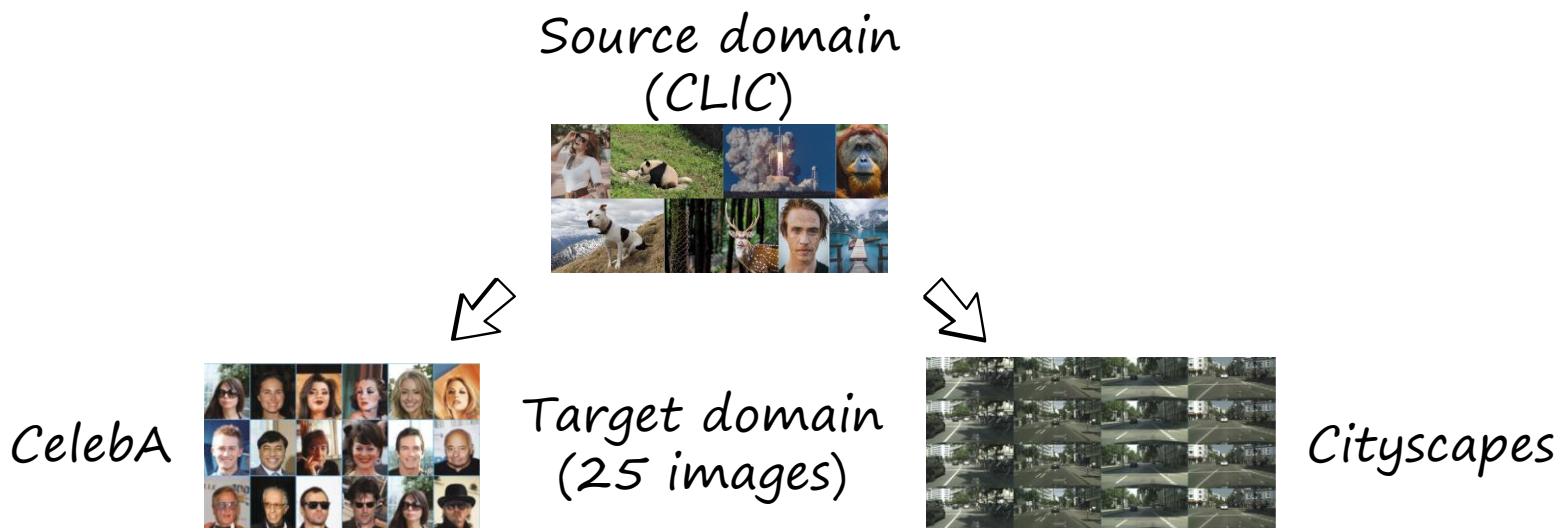 Source domain
(CLIC)
CelebA
Target domain
(25 images)
Cityscapes